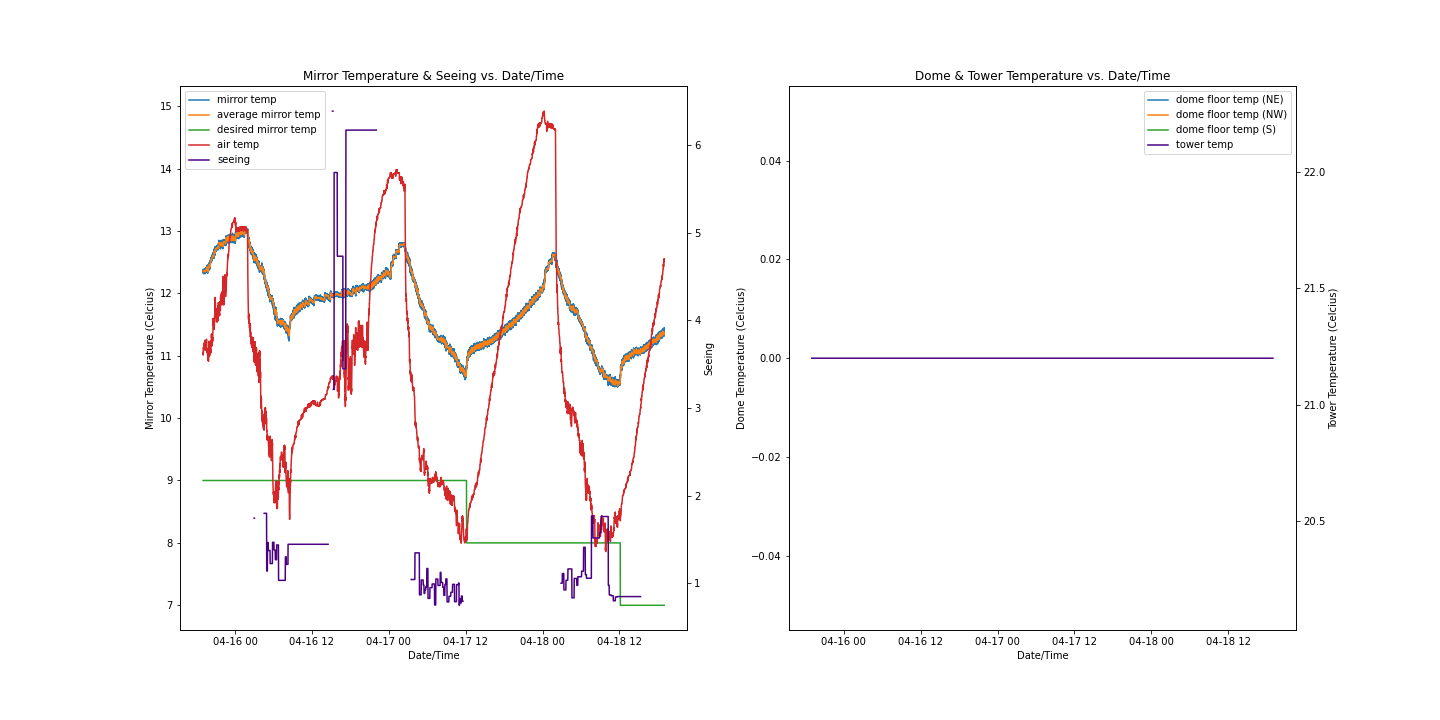 Mirror Temperature & Seeing vs. Date/Time
mirror temp
average mirror temp
desired mirror temp
air temp
seeing
15
14
13
12
11
10
9
8
7
Mirror Temperature (Celcius)
6
5
4
3
2
1
Seeing
04-16 00
04-16 12
04-17 00
04-17 12
04-18 00
04-18 12
Date/Time
Dome & Tower Temperature vs. Date/Time
dome floor temp (NE)
dome floor temp (NW)
dome floor temp (S)
tower temp
0.04
0.02
0.00
−0.02
−0.04
Dome Temperature (Celcius)
22.0
21.5
21.0
20.5
Tower Temperature (Celcius)
04-16 00
04-16 12
04-17 00
04-17 12
04-18 00
04-18 12
Date/Time